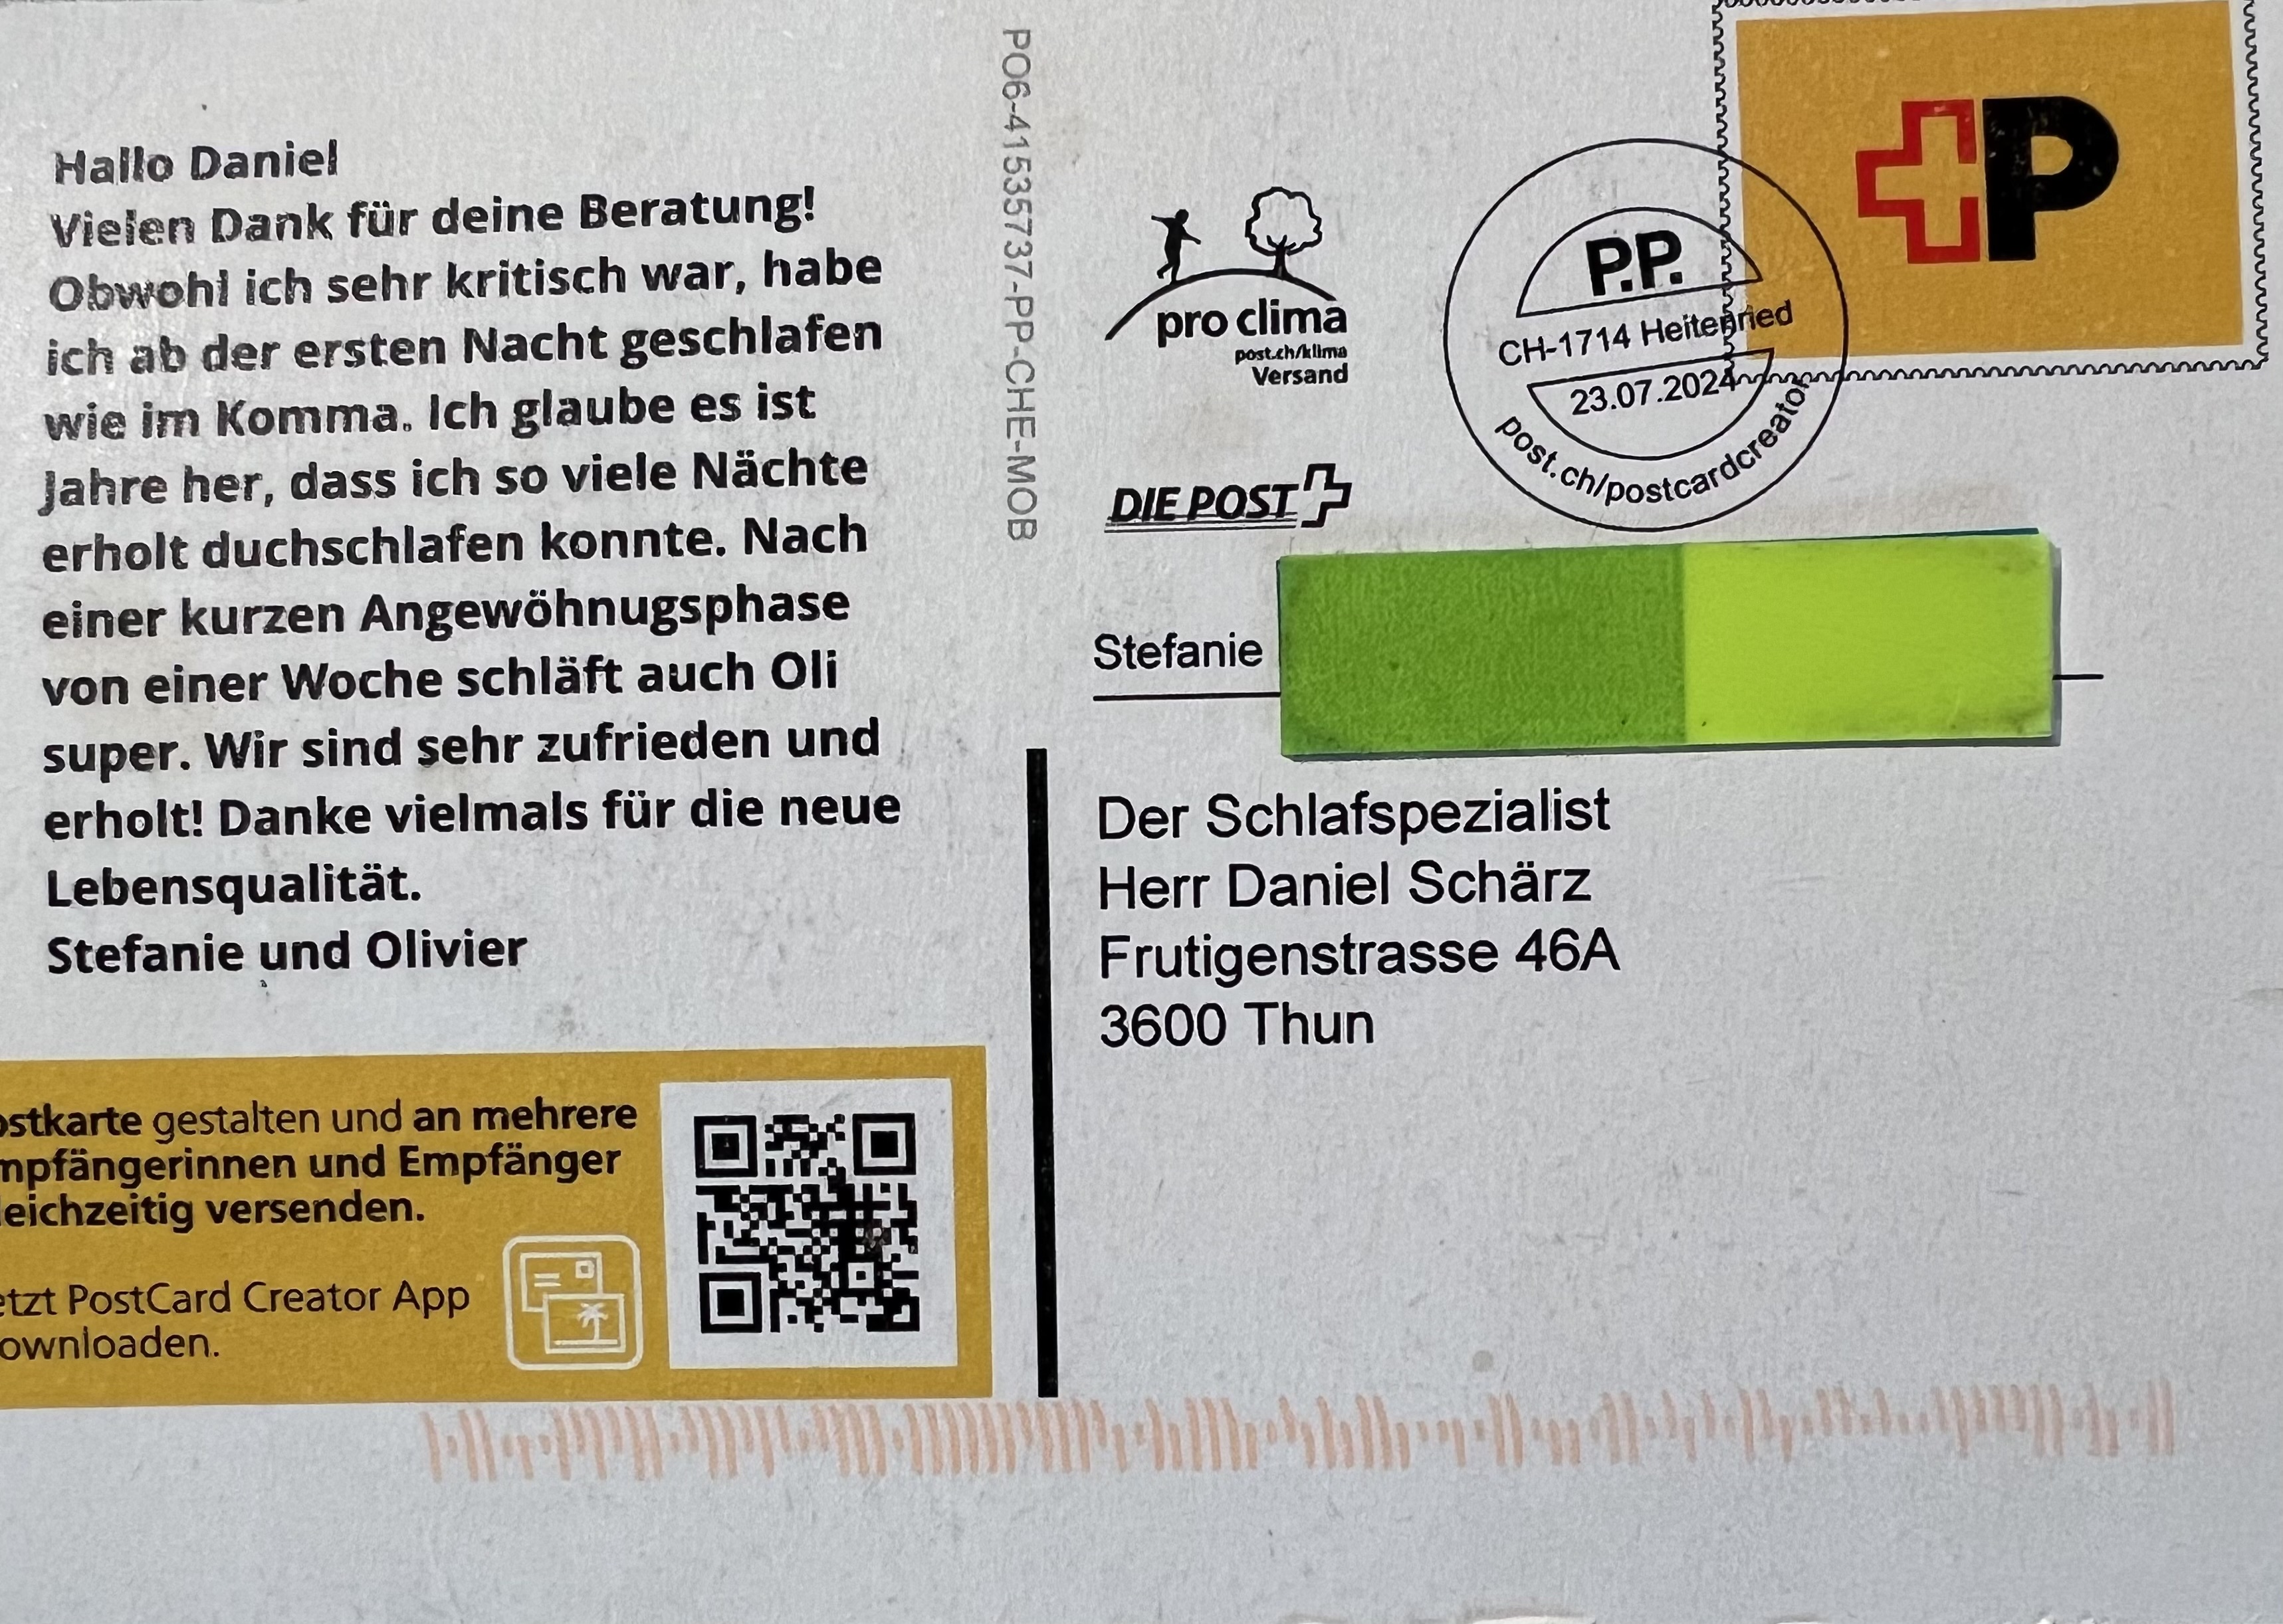 Hallo Daniel
Vielen Dank für deine Beratung!
Obwohl ich sehr kritisch war, habe
ich ab der ersten Nacht geschlafen
wie im Komma. Ich glaube es ist
Jahre her, dass ich so viele Nächte
erholt duchschlafen konnte. Nach
einer kurzen Angewöhnugsphase
von einer Woche schläft auch Oli
super. Wir sind sehr zufrieden und
erholt! Danke vielmals für die neue
Lebensqualität.
Stefanie und Olivier
ostkarte gestalten und an mehrere
mpfängerinnen und Empfänger
leichzeitig versenden.
etzt PostCard Creator App
ownloaden.
PO6-415335737-PP-CHE-MOB
pro clima
post.ch/klima
Versand
DIE POST
P.P.
CH-1714 Heitenried
23.07.2024
post.ch/postcardcreator
P
Stefanie
Der Schlafspezialist
Herr Daniel Schärz
Frutigenstrasse 46A
3600 Thun